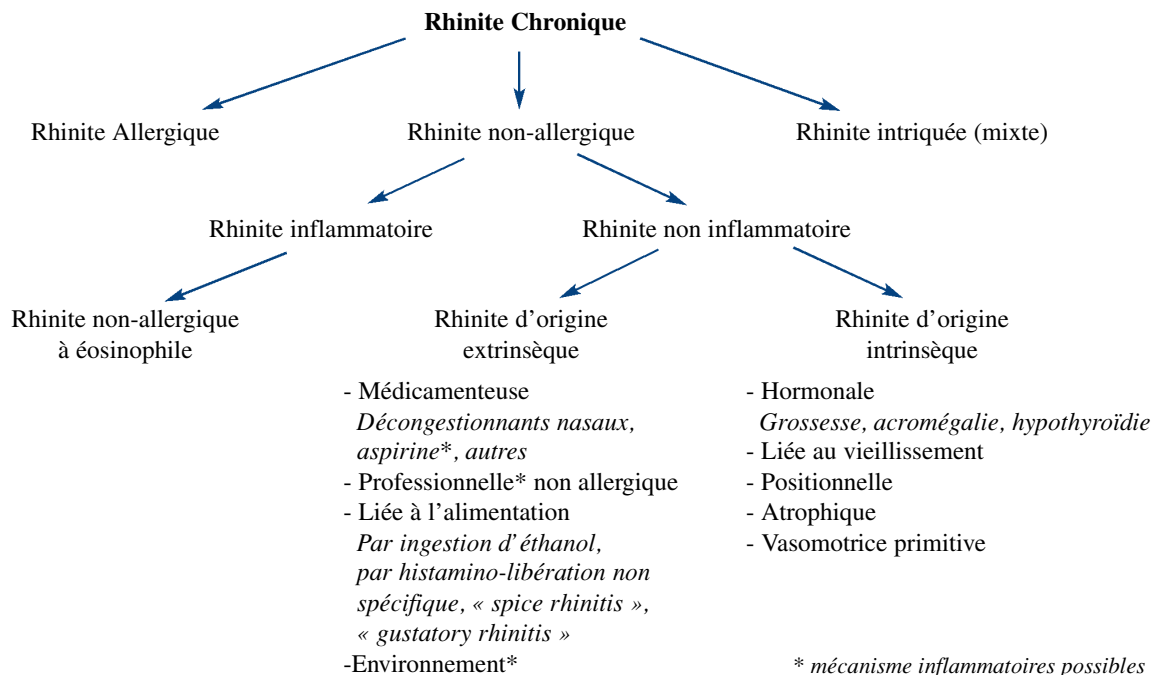 Rhinite Chronique
Rhinite Allergique
Rhinite non-allergique
Rhinite intriquée (mixte)
Rhinite inflammatoire
Rhinite non inflammatoire
Rhinite non-allergique
à éosinophile
Rhinite d'origine
extrinsèque
- Médicamenteuse
Décongestionnants nasaux,
aspirine*, autres
- Professionnelle* non allergique
- Liée à l'alimentation
Par ingestion d'éthanol,
par histamino-libération non
spécifique, « spice rhinitis »,
« gustatory rhinitis »
-Environnement*
Rhinite d'origine
intrinsèque
- Hormonale
Grossesse, acromégalie, hypothyroïdie
- Liée au vieillissement
- Positionnelle
- Atrophique
- Vasomotrice primitive
* mécanisme inflammatoires possibles